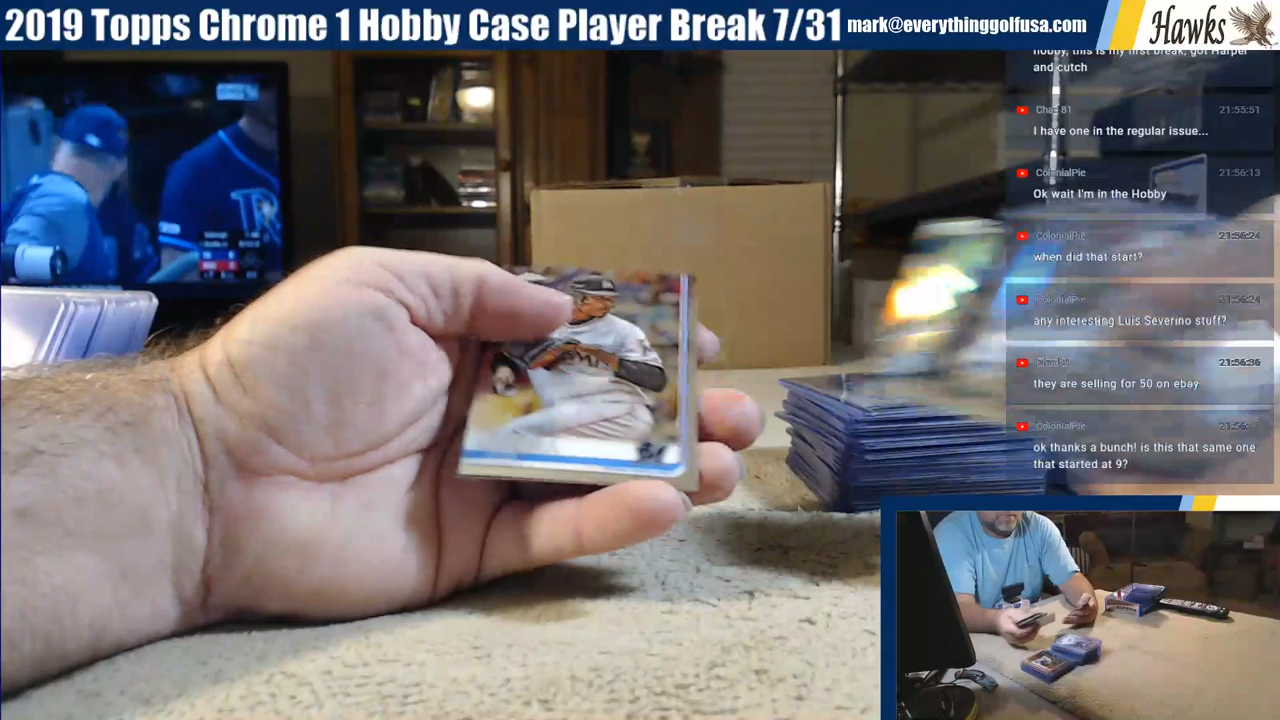 2019 Topps Chrome 1 Hobby Case Player Break 7/31
mark@everythinggolfusa.com
Hawks
hobby, this is my first break, got Harper
and cutch
21:55:51
I have one in the regular issue...
ColonialPie
21:56:13
Ok wait I'm in the Hobby
ColonialPie
21:56:24
when did that start?
ColonialPie
21:56:24
any interesting Luis Severino stuff?
21:56:36
they are selling for 50 on ebay
ColonialPie
ok thanks a bunch! is this that same one
that started at 9?